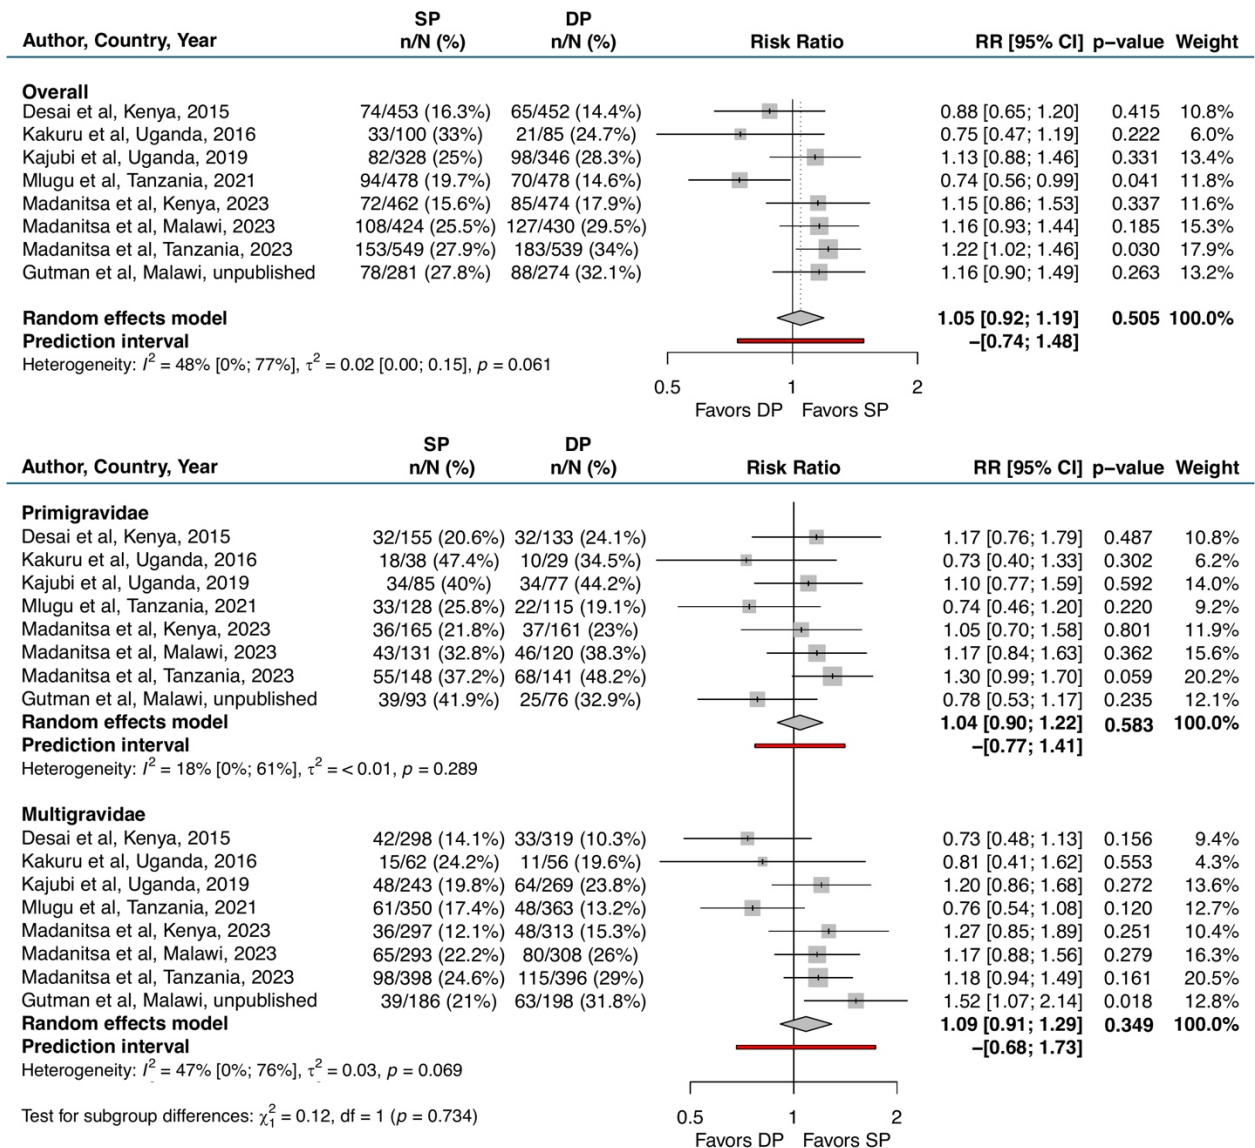 SP DP
Author, Country, Year n/N (%) n/N (%) Risk Ratio RR [95% CI] p−value Weight
Overall
Desai et al, Kenya, 2015 74/453 (16.3%) 65/452 (14.4%) 0.88 [0.65; 1.20] 0.415 10.8%
Kakuru et al, Uganda, 2016 33/100 (33%) 21/85 (24.7%) 0.75 [0.47; 1.19] 0.222 6.0%
Kajubi et al, Uganda, 2019 82/328 (25%) 98/346 (28.3%) 1.13 [0.88; 1.46] 0.331 13.4%
Mlugu et al, Tanzania, 2021 94/478 (19.7%) 70/478 (14.6%) 0.74 [0.56; 0.99] 0.041 11.8%
Madanitsa et al, Kenya, 2023 72/462 (15.6%) 85/474 (17.9%) 1.15 [0.86; 1.53] 0.337 11.6%
Madanitsa et al, Malawi, 2023 108/424 (25.5%) 127/430 (29.5%) 1.16 [0.93; 1.44] 0.185 15.3%
Madanitsa et al, Tanzania, 2023 153/549 (27.9%) 183/539 (34%) 1.22 [1.02; 1.46] 0.030 17.9%
Gutman et al, Malawi, unpublished 78/281 (27.8%) 88/274 (32.1%) 1.16 [0.90; 1.49] 0.263 13.2%
Random effects model 1.05 [0.92; 1.19] 0.505 100.0%
Prediction interval −[0.74; 1.48]
Heterogeneity: I² = 48% [0%; 77%], τ² = 0.02 [0.00; 0.15], p = 0.061
0.5 1 2
Favors DP Favors SP
SP DP
Author, Country, Year n/N (%) n/N (%) Risk Ratio RR [95% CI] p−value Weight
Primigravidae
Desai et al, Kenya, 2015 32/155 (20.6%) 32/133 (24.1%) 1.17 [0.76; 1.79] 0.487 10.8%
Kakuru et al, Uganda, 2016 18/38 (47.4%) 10/29 (34.5%) 0.73 [0.40; 1.33] 0.302 6.2%
Kajubi et al, Uganda, 2019 34/85 (40%) 34/77 (44.2%) 1.10 [0.77; 1.59] 0.592 14.0%
Mlugu et al, Tanzania, 2021 33/128 (25.8%) 22/115 (19.1%) 0.74 [0.46; 1.20] 0.220 9.2%
Madanitsa et al, Kenya, 2023 36/165 (21.8%) 37/161 (23%) 1.05 [0.70; 1.58] 0.801 11.9%
Madanitsa et al, Malawi, 2023 43/131 (32.8%) 46/120 (38.3%) 1.17 [0.84; 1.63] 0.362 15.6%
Madanitsa et al, Tanzania, 2023 55/148 (37.2%) 68/141 (48.2%) 1.30 [0.99; 1.70] 0.059 20.2%
Gutman et al, Malawi, unpublished 39/93 (41.9%) 25/76 (32.9%) 0.78 [0.53; 1.17] 0.235 12.1%
Random effects model 1.04 [0.90; 1.22] 0.583 100.0%
Prediction interval −[0.77; 1.41]
Heterogeneity: I² = 18% [0%; 61%], τ² = < 0.01, p = 0.289
Multigravidae
Desai et al, Kenya, 2015 42/298 (14.1%) 33/319 (10.3%) 0.73 [0.48; 1.13] 0.156 9.4%
Kakuru et al, Uganda, 2016 15/62 (24.2%) 11/56 (19.6%) 0.81 [0.41; 1.62] 0.553 4.3%
Kajubi et al, Uganda, 2019 48/243 (19.8%) 64/269 (23.8%) 1.20 [0.86; 1.68] 0.272 13.6%
Mlugu et al, Tanzania, 2021 61/350 (17.4%) 48/363 (13.2%) 0.76 [0.54; 1.08] 0.120 12.7%
Madanitsa et al, Kenya, 2023 36/297 (12.1%) 48/313 (15.3%) 1.27 [0.85; 1.89] 0.251 10.4%
Madanitsa et al, Malawi, 2023 65/293 (22.2%) 80/308 (26%) 1.17 [0.88; 1.56] 0.279 16.3%
Madanitsa et al, Tanzania, 2023 98/398 (24.6%) 115/396 (29%) 1.18 [0.94; 1.49] 0.161 20.5%
Gutman et al, Malawi, unpublished 39/186 (21%) 63/198 (31.8%) 1.52 [1.07; 2.14] 0.018 12.8%
Random effects model 1.09 [0.91; 1.29] 0.349 100.0%
Prediction interval −[0.68; 1.73]
Heterogeneity: I² = 47% [0%; 76%], τ² = 0.03, p = 0.069
Test for subgroup differences: χ²₁ = 0.12, df = 1 (p = 0.734)
0.5 1 2
Favors DP Favors SP